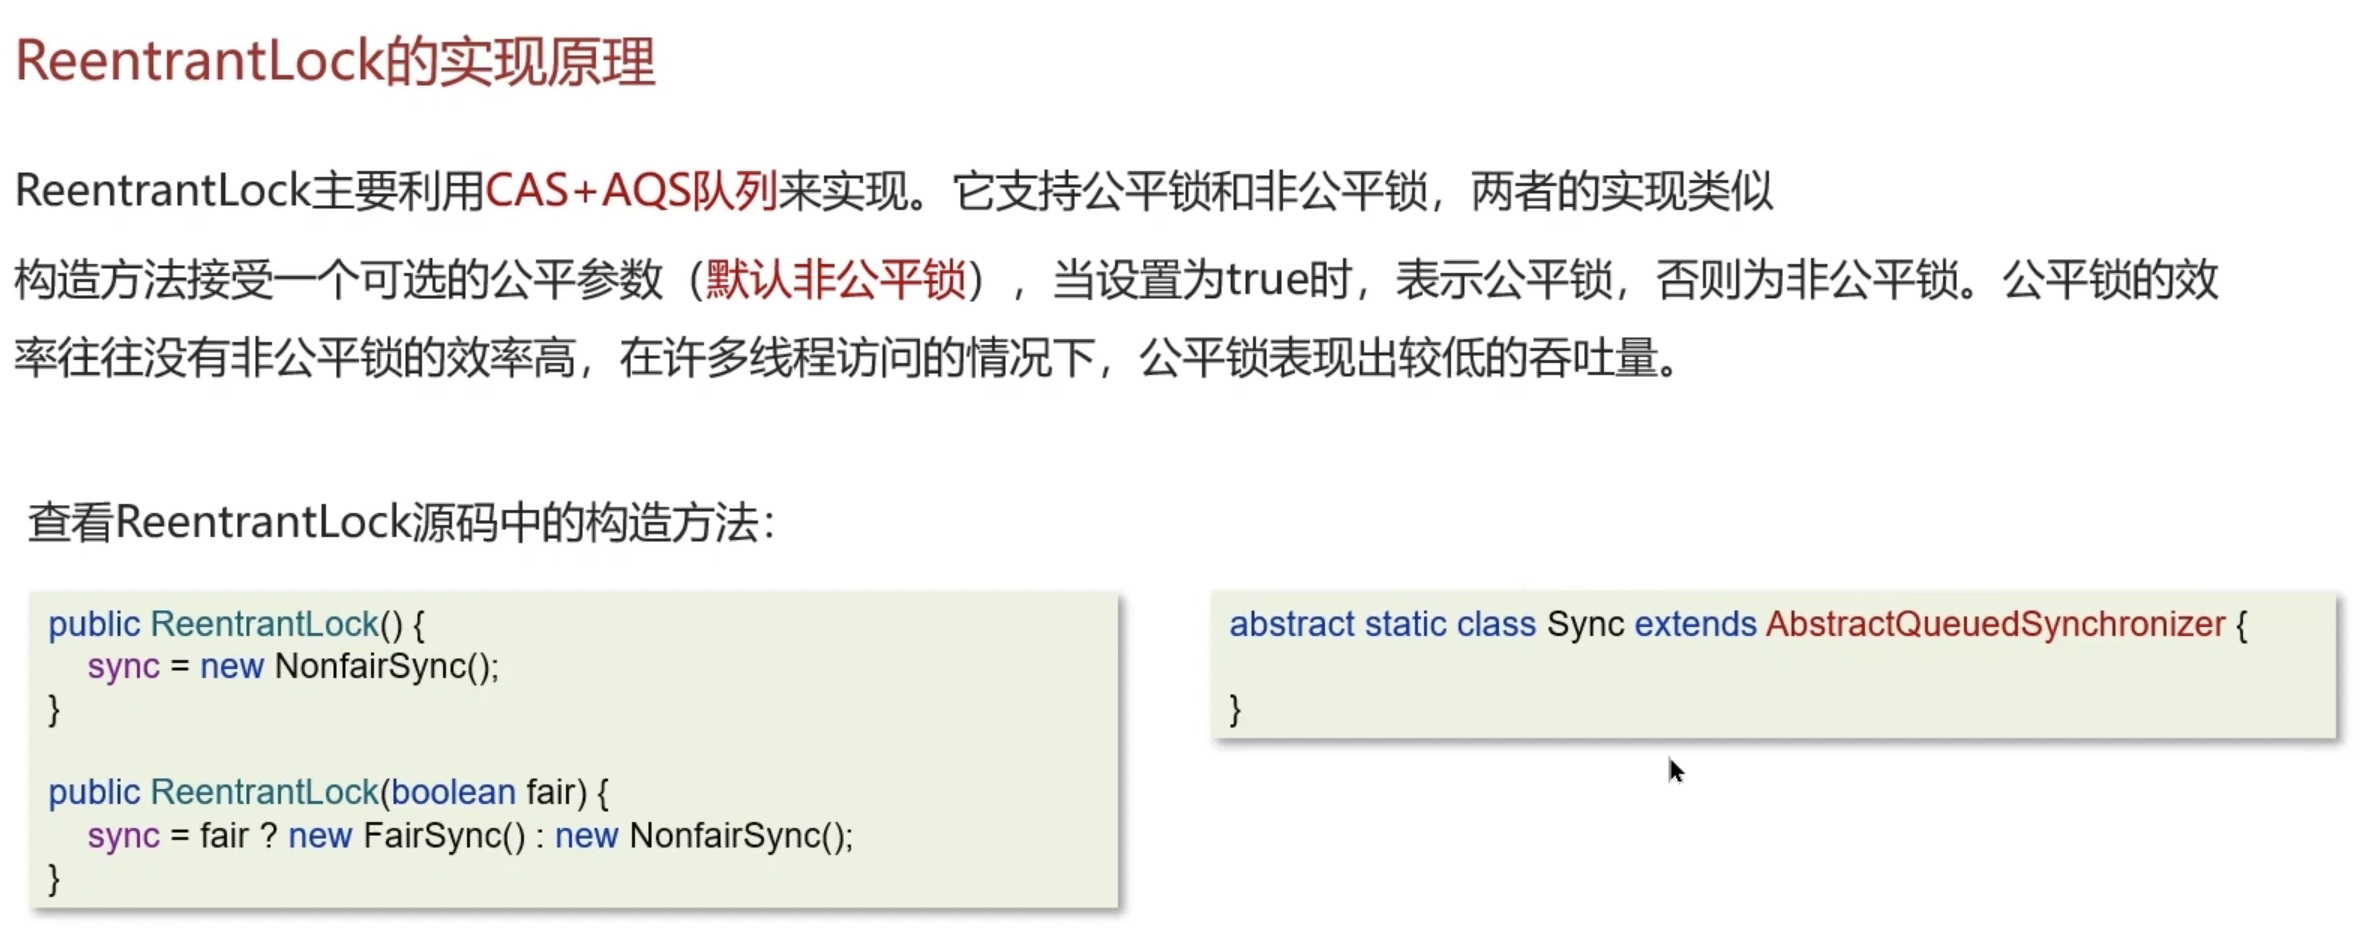 ReentrantLock的实现原理
ReentrantLock主要利用CAS+AQS队列来实现。它支持公平锁和非公平锁，两者的实现类似
构造方法接受一个可选的公平参数（默认非公平锁），当设置为true时，表示公平锁，否则为非公平锁。公平锁的效
率往往没有非公平锁的效率高，在许多线程访问的情况下，公平锁表现出较低的吞吐量。
查看ReentrantLock源码中的构造方法：
public ReentrantLock() {
    sync = new NonfairSync();
}
public ReentrantLock(boolean fair) {
    sync = fair ? new FairSync() : new NonfairSync();
}
abstract static class Sync extends AbstractQueuedSynchronizer {
}